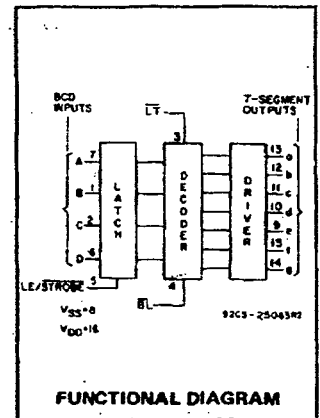 BCD INPUTS
7-SEGMENT OUTPUTS
LT
3
A 7
B 1
C 2
D 6
LE/STROBE 5
LATCH
DECODER
DRIVER
13 a
12 b
11 c
10 d
9 e
15 f
14 g
4
BL
VSS=8
VDD=16
92CS-25085R2
FUNCTIONAL DIAGRAM